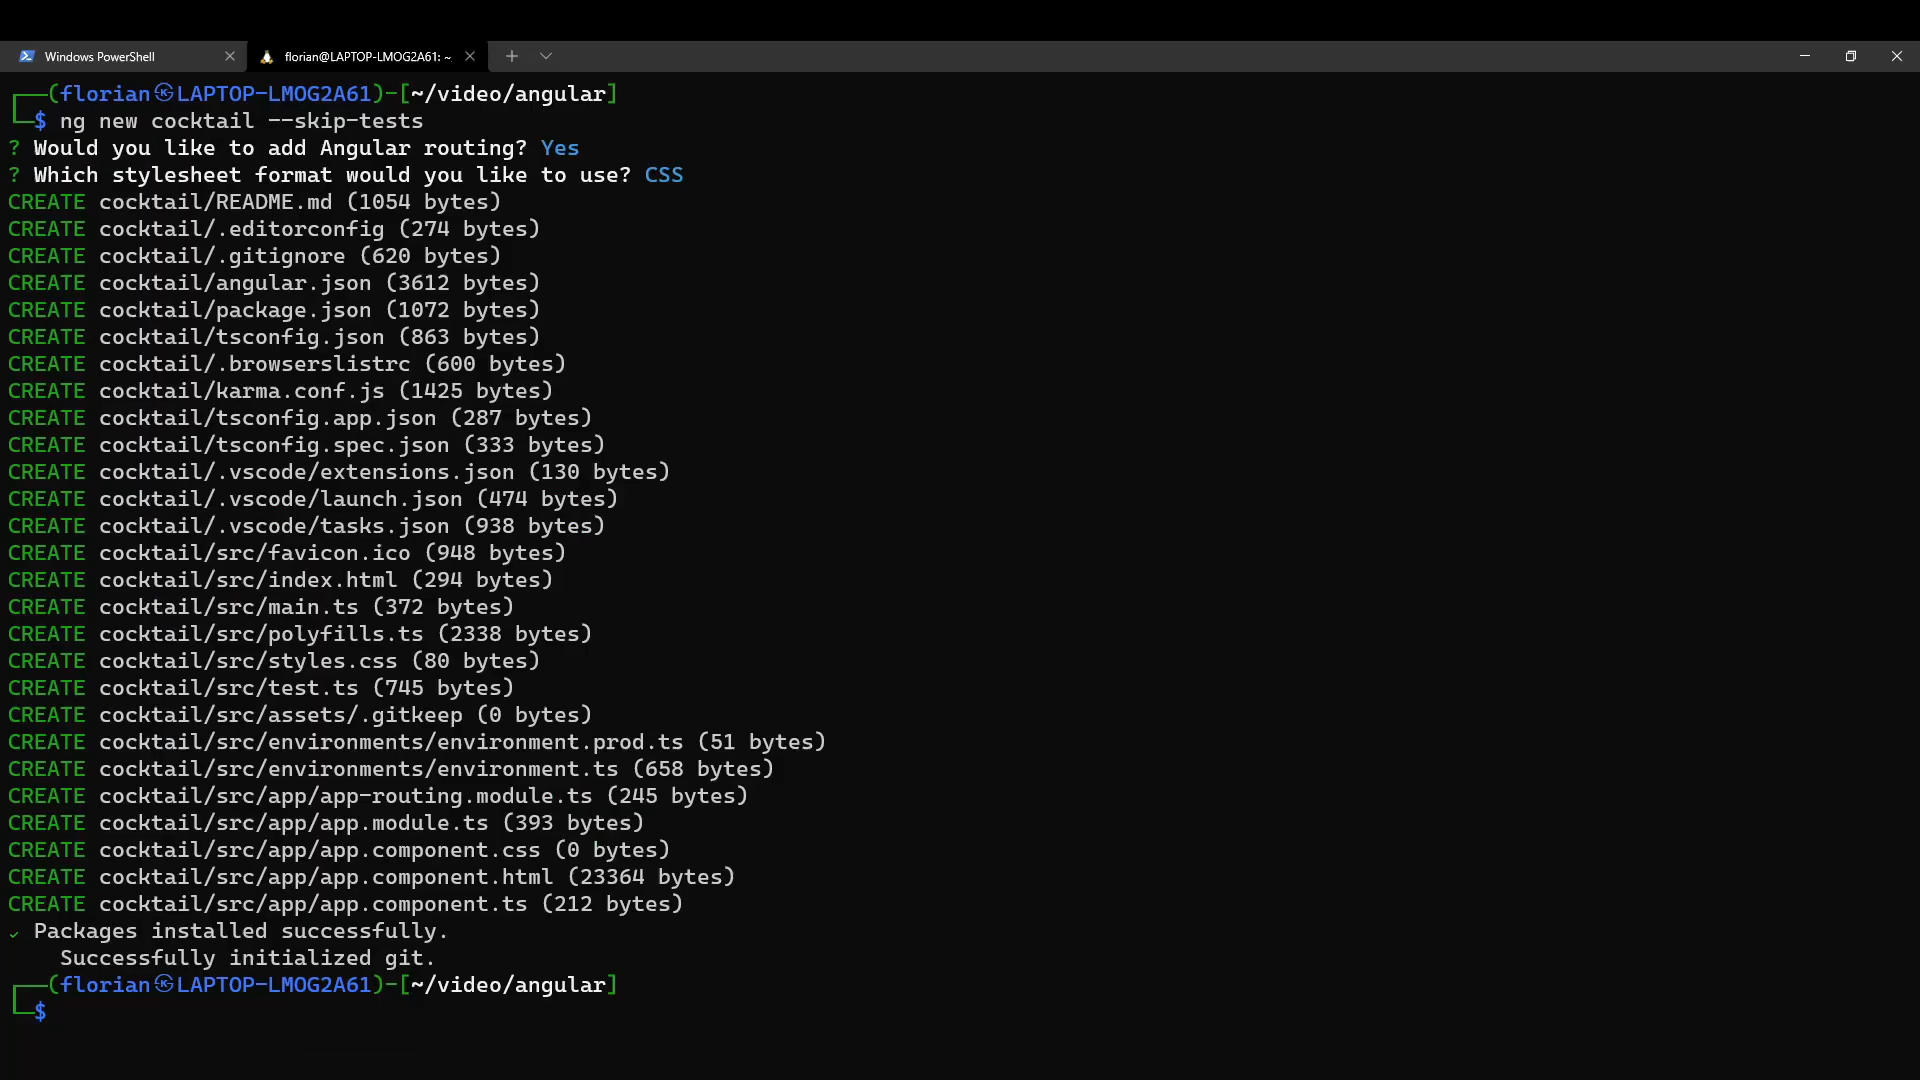 Windows PowerShell
florian@LAPTOP-LMOG2A61: ~
(florian㉿LAPTOP-LMOG2A61)-[~/video/angular]
$ ng new cocktail --skip-tests
? Would you like to add Angular routing? Yes
? Which stylesheet format would you like to use? CSS
CREATE cocktail/README.md (1054 bytes)
CREATE cocktail/.editorconfig (274 bytes)
CREATE cocktail/.gitignore (620 bytes)
CREATE cocktail/angular.json (3612 bytes)
CREATE cocktail/package.json (1072 bytes)
CREATE cocktail/tsconfig.json (863 bytes)
CREATE cocktail/.browserslistrc (600 bytes)
CREATE cocktail/karma.conf.js (1425 bytes)
CREATE cocktail/tsconfig.app.json (287 bytes)
CREATE cocktail/tsconfig.spec.json (333 bytes)
CREATE cocktail/.vscode/extensions.json (130 bytes)
CREATE cocktail/.vscode/launch.json (474 bytes)
CREATE cocktail/.vscode/tasks.json (938 bytes)
CREATE cocktail/src/favicon.ico (948 bytes)
CREATE cocktail/src/index.html (294 bytes)
CREATE cocktail/src/main.ts (372 bytes)
CREATE cocktail/src/polyfills.ts (2338 bytes)
CREATE cocktail/src/styles.css (80 bytes)
CREATE cocktail/src/test.ts (745 bytes)
CREATE cocktail/src/assets/.gitkeep (0 bytes)
CREATE cocktail/src/environments/environment.prod.ts (51 bytes)
CREATE cocktail/src/environments/environment.ts (658 bytes)
CREATE cocktail/src/app/app-routing.module.ts (245 bytes)
CREATE cocktail/src/app/app.module.ts (393 bytes)
CREATE cocktail/src/app/app.component.css (0 bytes)
CREATE cocktail/src/app/app.component.html (23364 bytes)
CREATE cocktail/src/app/app.component.ts (212 bytes)
✓ Packages installed successfully.
Successfully initialized git.
(florian㉿LAPTOP-LMOG2A61)-[~/video/angular]
$